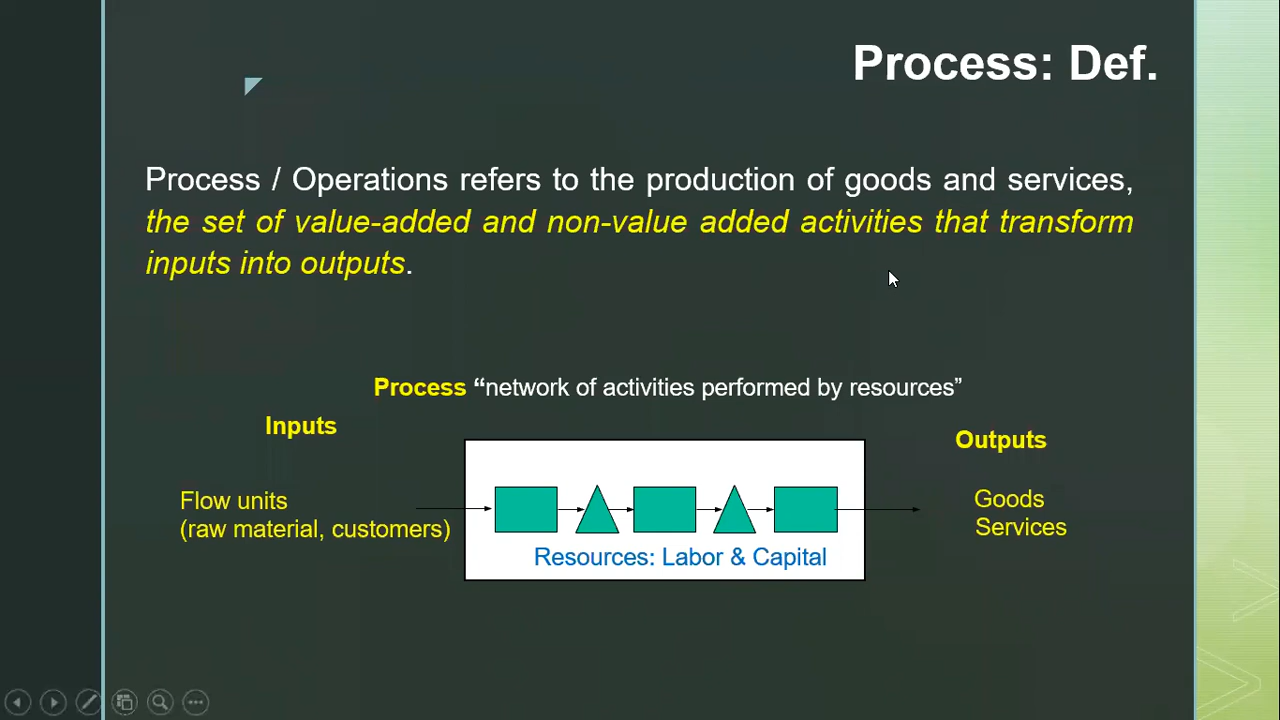 Process: Def.
Process / Operations refers to the production of goods and services,
the set of value-added and non-value added activities that transform
inputs into outputs.
Process “network of activities performed by resources”
Inputs
Outputs
Flow units
(raw material, customers)
Goods
Services
Resources: Labor & Capital